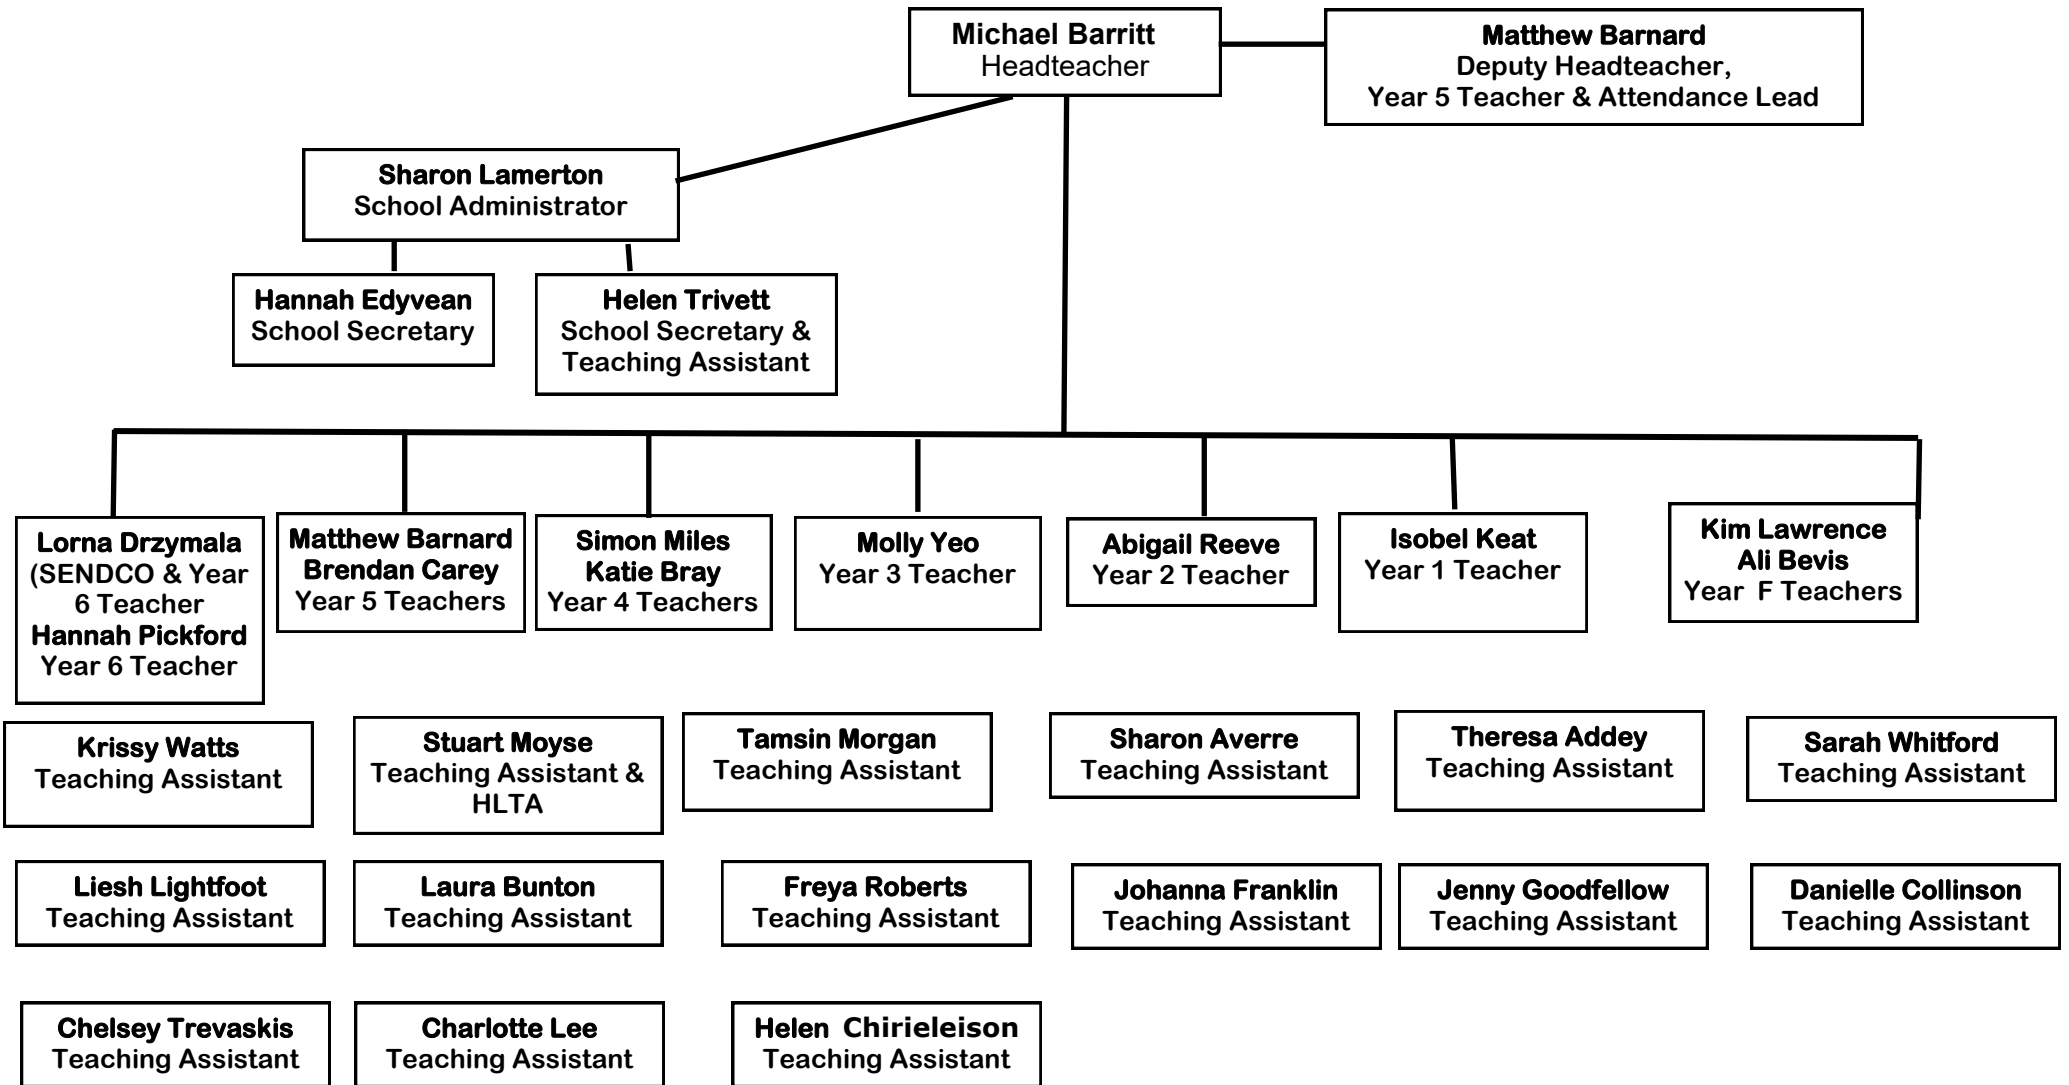 Michael Barritt
Headteacher
Matthew Barnard
Deputy Headteacher,
Year 5 Teacher & Attendance Lead
Sharon Lamerton
School Administrator
Hannah Edyvean
School Secretary
Helen Trivett
School Secretary &
Teaching Assistant
Lorna Drzymala
(SENDCO & Year
6 Teacher
Hannah Pickford
Year 6 Teacher
Matthew Barnard
Brendan Carey
Year 5 Teachers
Simon Miles
Katie Bray
Year 4 Teachers
Molly Yeo
Year 3 Teacher
Abigail Reeve
Year 2 Teacher
Isobel Keat
Year 1 Teacher
Kim Lawrence
Ali Bevis
Year F Teachers
Krissy Watts
Teaching Assistant
Stuart Moyse
Teaching Assistant &
HLTA
Tamsin Morgan
Teaching Assistant
Sharon Averre
Teaching Assistant
Theresa Addey
Teaching Assistant
Sarah Whitford
Teaching Assistant
Liesh Lightfoot
Teaching Assistant
Laura Bunton
Teaching Assistant
Freya Roberts
Teaching Assistant
Johanna Franklin
Teaching Assistant
Jenny Goodfellow
Teaching Assistant
Danielle Collinson
Teaching Assistant
Chelsey Trevaskis
Teaching Assistant
Charlotte Lee
Teaching Assistant
Helen Chirieleison
Teaching Assistant